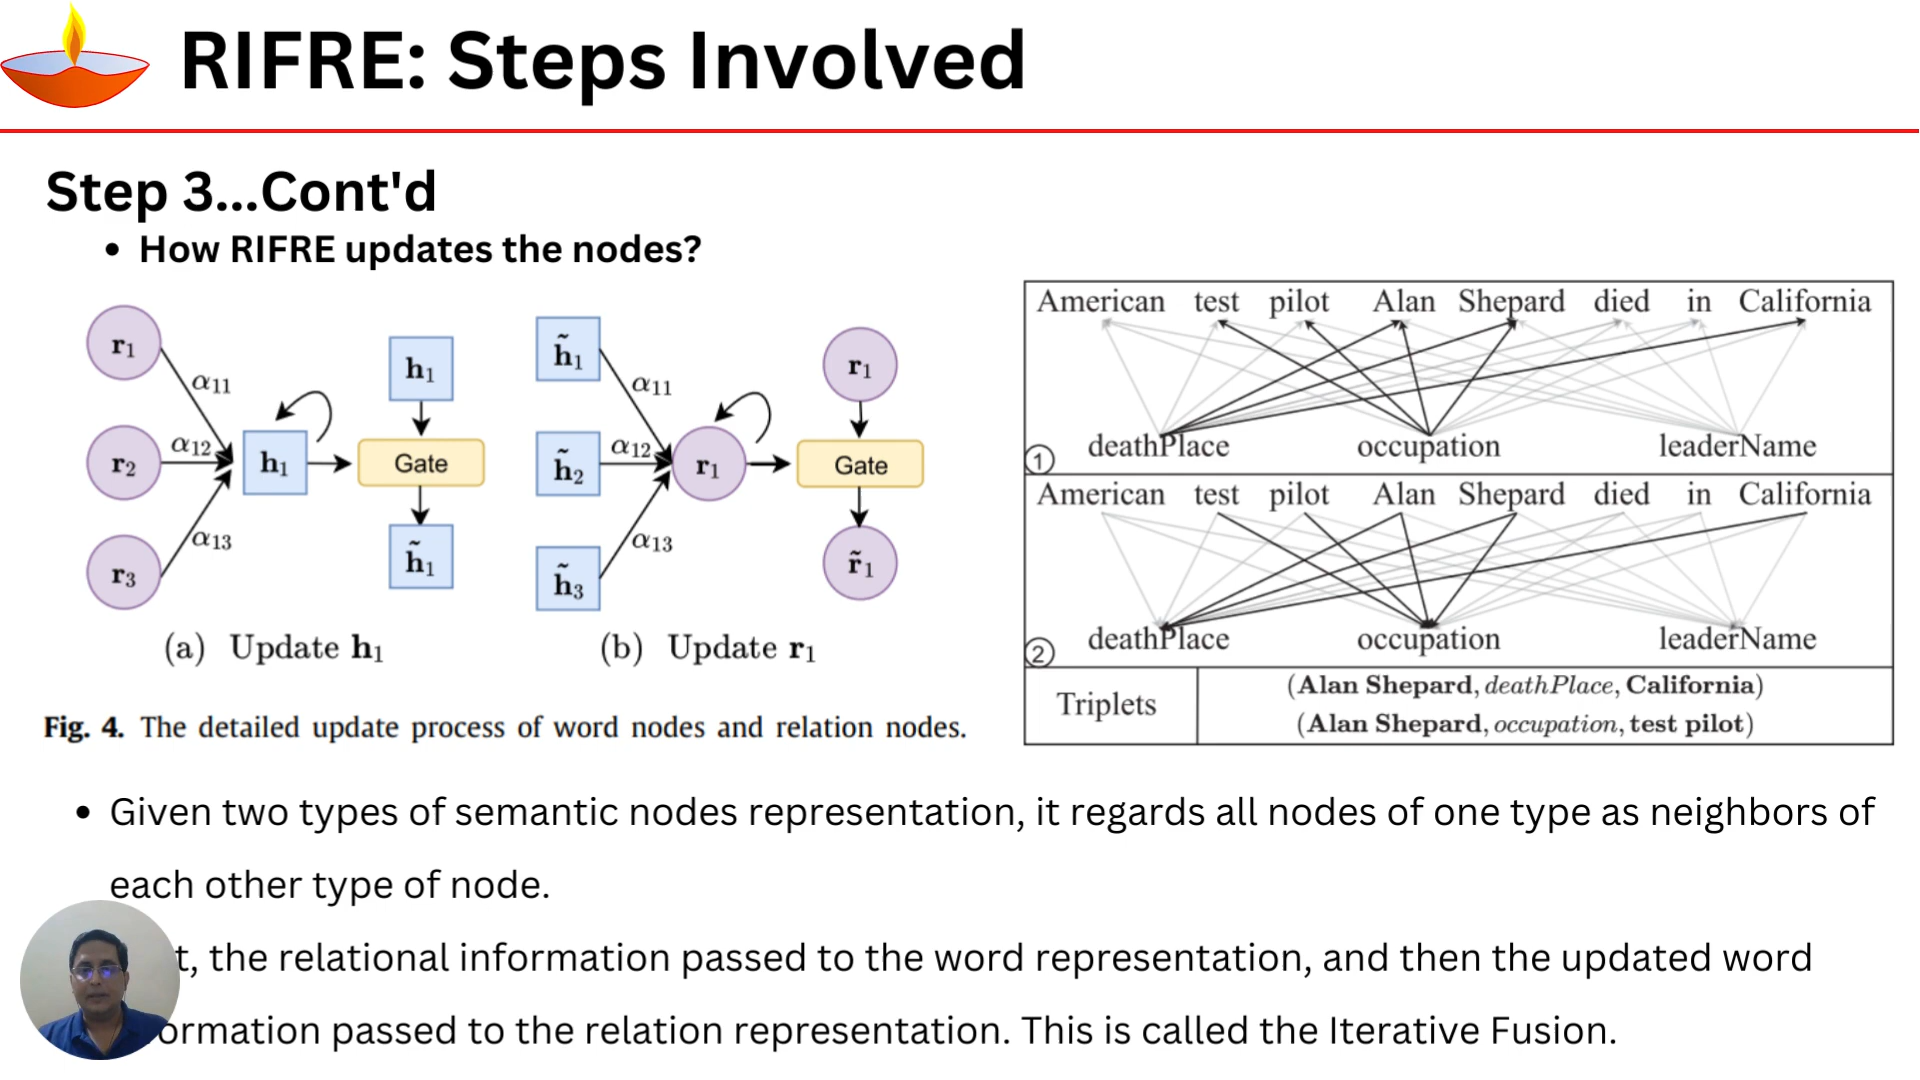 RIFRE: Steps Involved
Step 3...Cont'd
• How RIFRE updates the nodes?
r₁
r₂
r₃
α₁₁
α₁₂
α₁₃
h₁
h₁
Gate
h̃₁
(a) Update h₁
h̃₁
h̃₂
h̃₃
α₁₁
α₁₂
α₁₃
r₁
r₁
Gate
r̃₁
(b) Update r₁
Fig. 4. The detailed update process of word nodes and relation nodes.
American test pilot Alan Shepard died in California
deathPlace occupation leaderName
①
American test pilot Alan Shepard died in California
deathPlace occupation leaderName
②
Triplets
(Alan Shepard, deathPlace, California)
(Alan Shepard, occupation, test pilot)
• Given two types of semantic nodes representation, it regards all nodes of one type as neighbors of
each other type of node.
t, the relational information passed to the word representation, and then the updated word
ormation passed to the relation representation. This is called the Iterative Fusion.